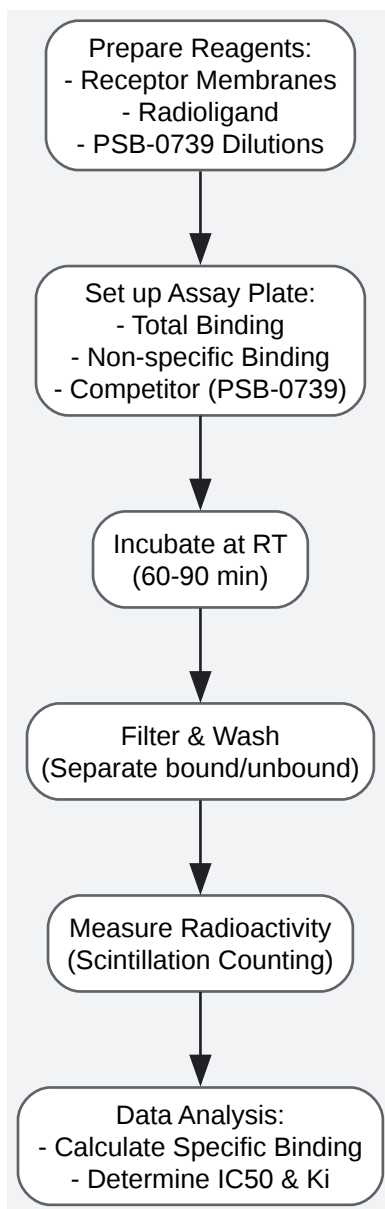 Prepare Reagents:
- Receptor Membranes
- Radioligand
- PSB-0739 Dilutions
Set up Assay Plate:
- Total Binding
- Non-specific Binding
- Competitor (PSB-0739)
Incubate at RT
(60-90 min)
Filter & Wash
(Separate bound/unbound)
Measure Radioactivity
(Scintillation Counting)
Data Analysis:
- Calculate Specific Binding
- Determine IC50 & Ki